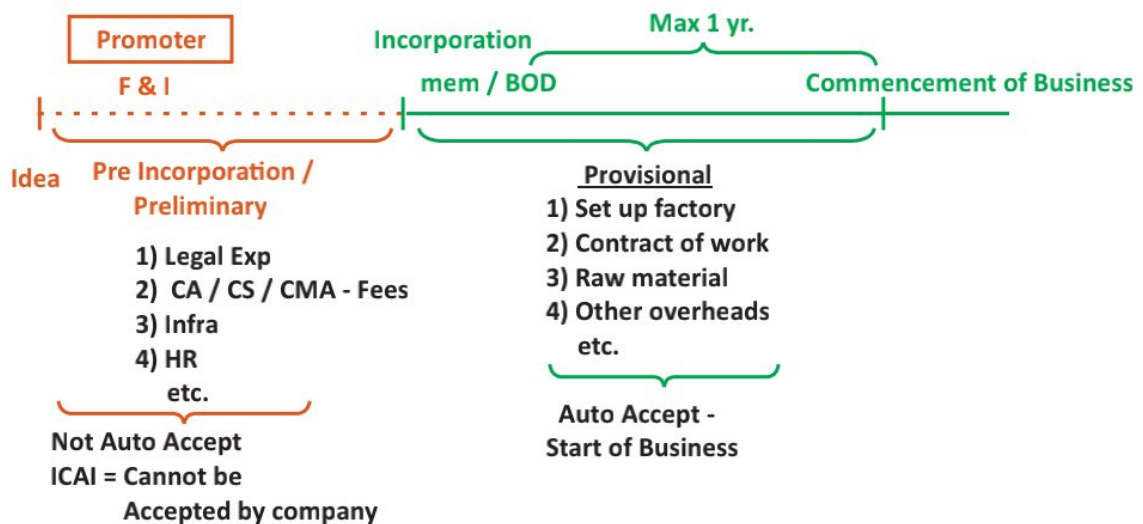 Promoter
F & I
Incorporation
mem / BOD
Max 1 yr.
Commencement of Business
Idea
Pre Incorporation /
Preliminary
1) Legal Exp
2) CA / CS / CMA - Fees
3) Infra
4) HR
etc.
Not Auto Accept
ICAI = Cannot be
Accepted by company
Provisional
1) Set up factory
2) Contract of work
3) Raw material
4) Other overheads
etc.
Auto Accept -
Start of Business